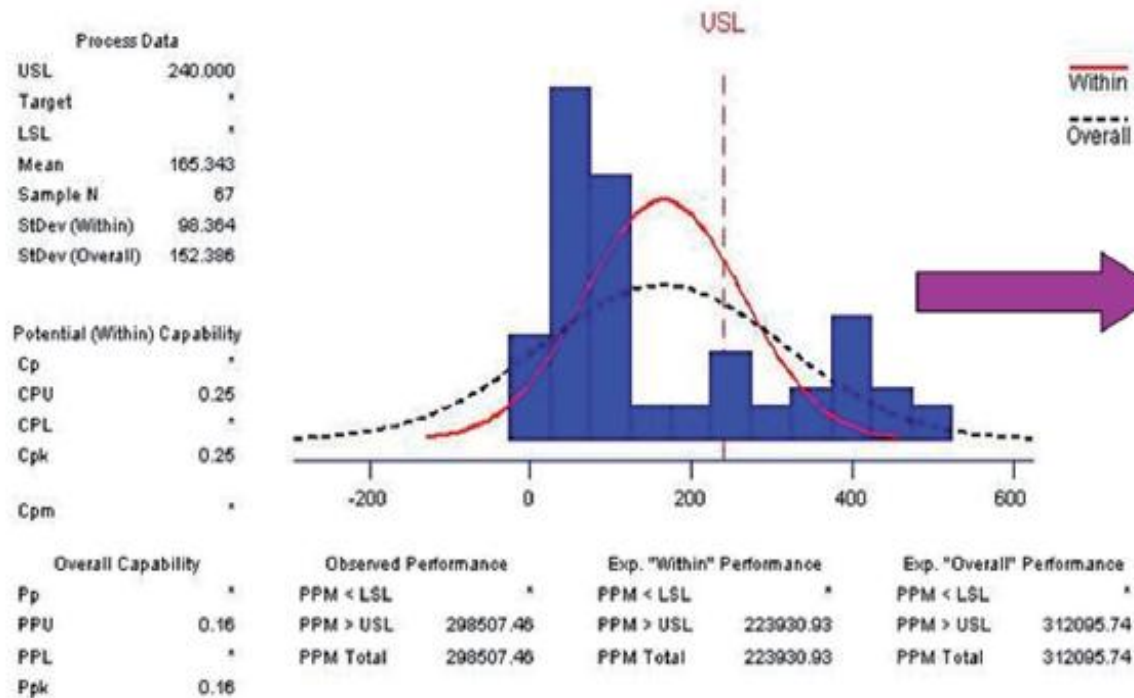 Process Data
USL 240.000
Target *
LSL *
Mean 165.343
Sample N 67
StDev (Within) 98.364
StDev (Overall) 152.386
Potential (Within) Capability
Cp *
CPU 0.25
CPL *
Cpk 0.25
Cpm *
Overall Capability
Pp *
PPU 0.16
PPL *
Ppk 0.16
USL
Within
Overall
-200 0 200 400 600
Observed Performance
PPM < LSL *
PPM > USL 298507.46
PPM Total 298507.46
Exp. "Within" Performance
PPM < LSL *
PPM > USL 223930.93
PPM Total 223930.93
Exp. "Overall" Performance
PPM < LSL *
PPM > USL 312095.74
PPM Total 312095.74